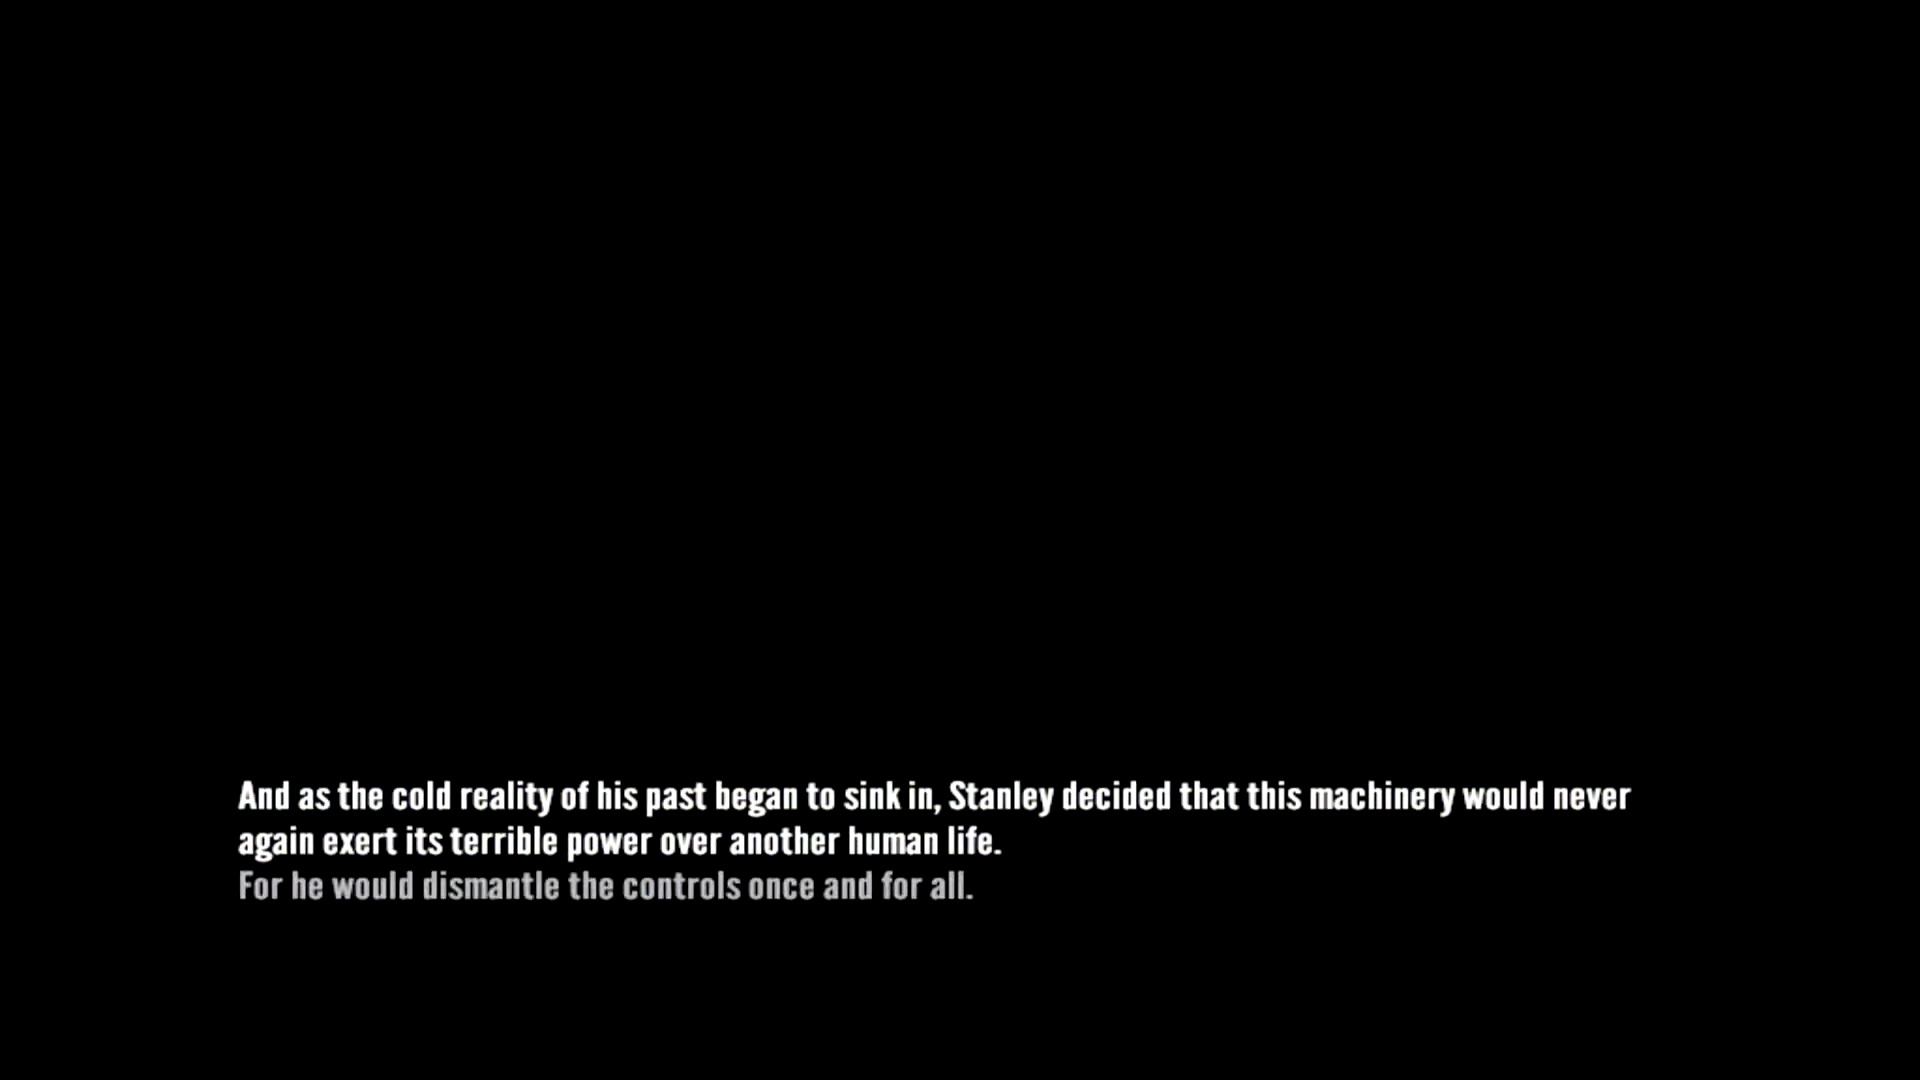 And as the cold reality of his past began to sink in, Stanley decided that this machinery would never
again exert its terrible power over another human life.
For he would dismantle the controls once and for all.